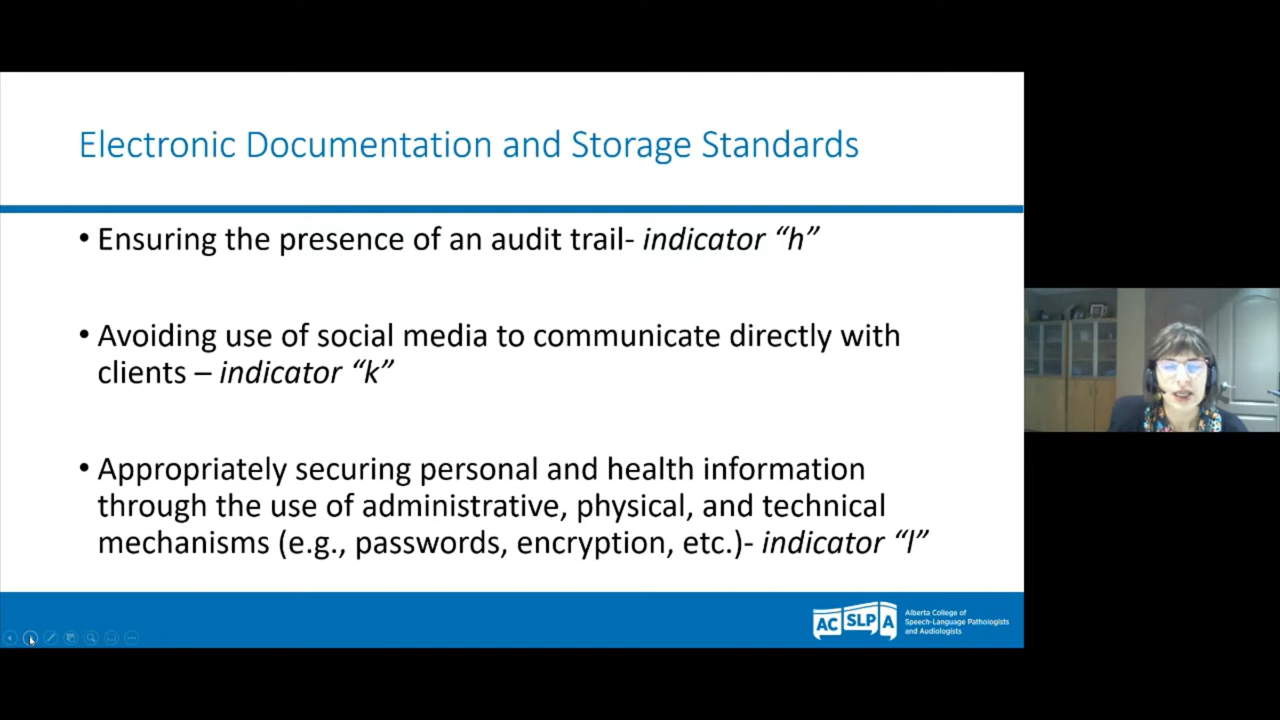 Electronic Documentation and Storage Standards
• Ensuring the presence of an audit trail- indicator “h”
• Avoiding use of social media to communicate directly with
clients – indicator “k”
• Appropriately securing personal and health information
through the use of administrative, physical, and technical
mechanisms (e.g., passwords, encryption, etc.)- indicator “l”
AC SLP A
Alberta College of
Speech-Language Pathologists
and Audiologists